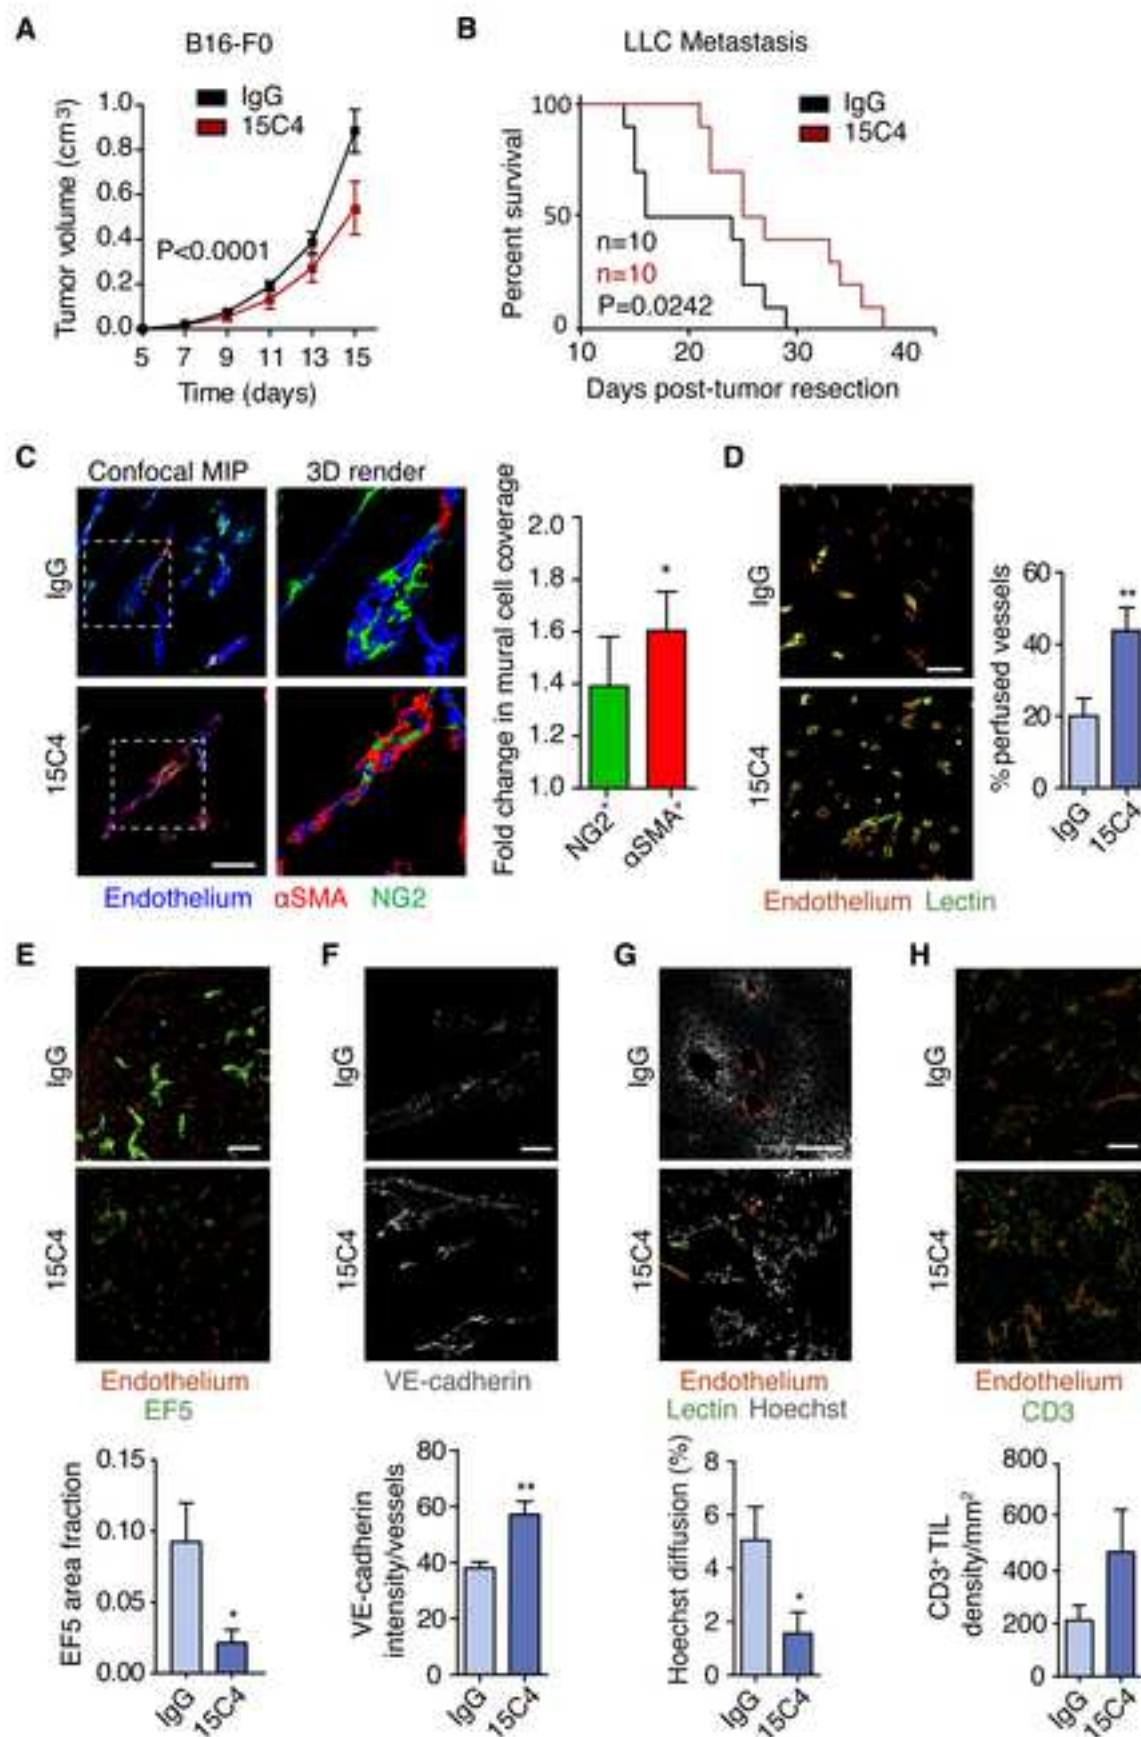 A
B16-F0
IgG
15C4
Tumor volume (cm³)
1.0
0.8
0.6
0.4
0.2
0.0
P<0.0001
5 7 9 11 13 15
Time (days)
B
LLC Metastasis
IgG
15C4
Percent survival
100
50
0
n=10
n=10
P=0.0242
10 20 30 40
Days post-tumor resection
C
Confocal MIP 3D render
IgG
15C4
Endothelium αSMA NG2
Fold change in mural cell coverage
2.0
1.8
1.6
1.4
1.2
1.0
*
NG2⁺ αSMA⁺
D
IgG
15C4
Endothelium Lectin
% perfused vessels
60
40
20
0
**
IgG 15C4
E
IgG
15C4
Endothelium
EF5
EF5 area fraction
0.15
0.10
0.05
0.00
*
IgG 15C4
F
IgG
15C4
VE-cadherin
VE-cadherin
intensity/vessels
80
60
40
20
0
**
IgG 15C4
G
IgG
15C4
Endothelium
Lectin Hoechst
Hoechst diffusion (%)
8
6
4
2
0
*
IgG 15C4
H
IgG
15C4
Endothelium
CD3
CD3⁺ TIL
density/mm²
800
600
400
200
0
IgG 15C4